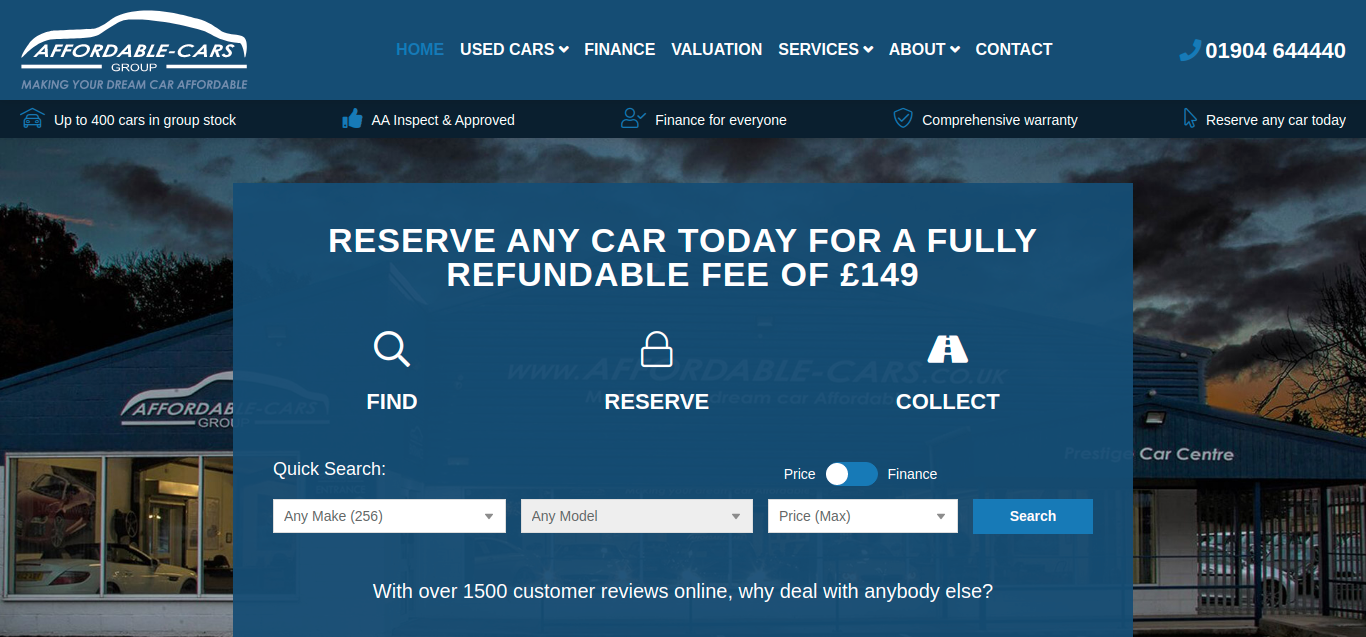 AFFORDABLE-CARS
GROUP
MAKING YOUR DREAM CAR AFFORDABLE
HOME USED CARS FINANCE VALUATION SERVICES ABOUT CONTACT
01904 644440
Up to 400 cars in group stock
AA Inspect & Approved
Finance for everyone
Comprehensive warranty
Reserve any car today
RESERVE ANY CAR TODAY FOR A FULLY
REFUNDABLE FEE OF £149
www.AFFORDABLE-CARS.co.uk
FIND
RESERVE
COLLECT
AFFORDABLE-CARS
GROUP
Prestige Car Centre
Quick Search:
Price
Finance
Any Make (256)
Any Model
Price (Max)
Search
With over 1500 customer reviews online, why deal with anybody else?